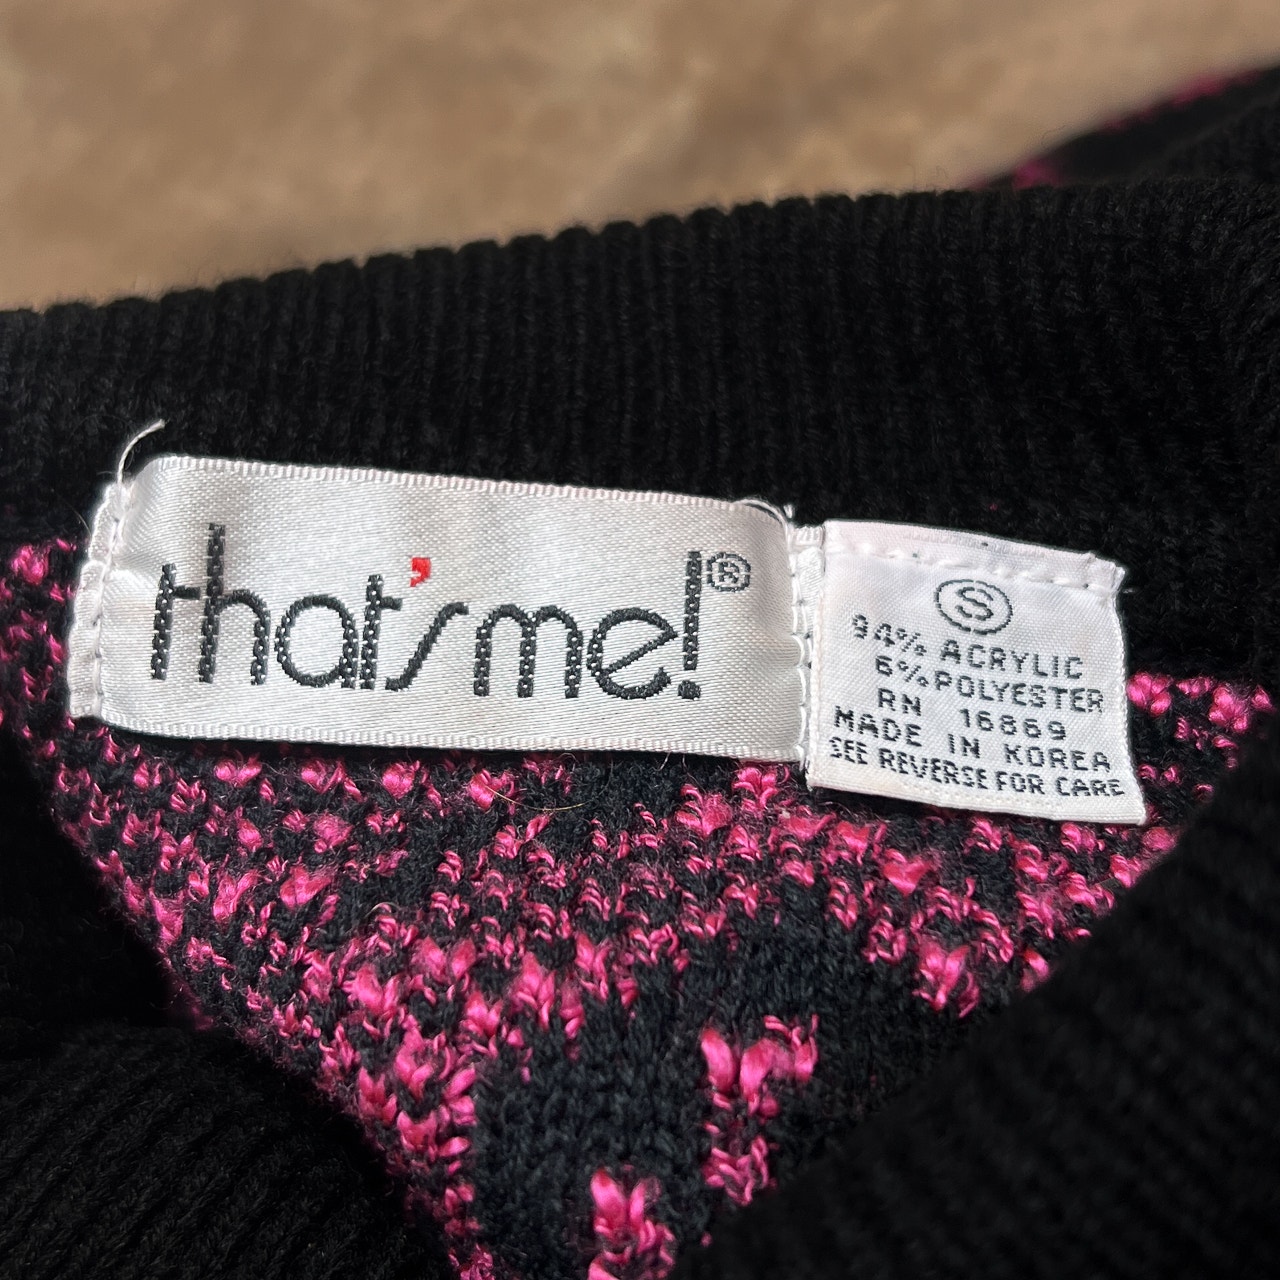 that's me!®
S
94% ACRYLIC
6% POLYESTER
RN 16869
MADE IN KOREA
SEE REVERSE FOR CARE